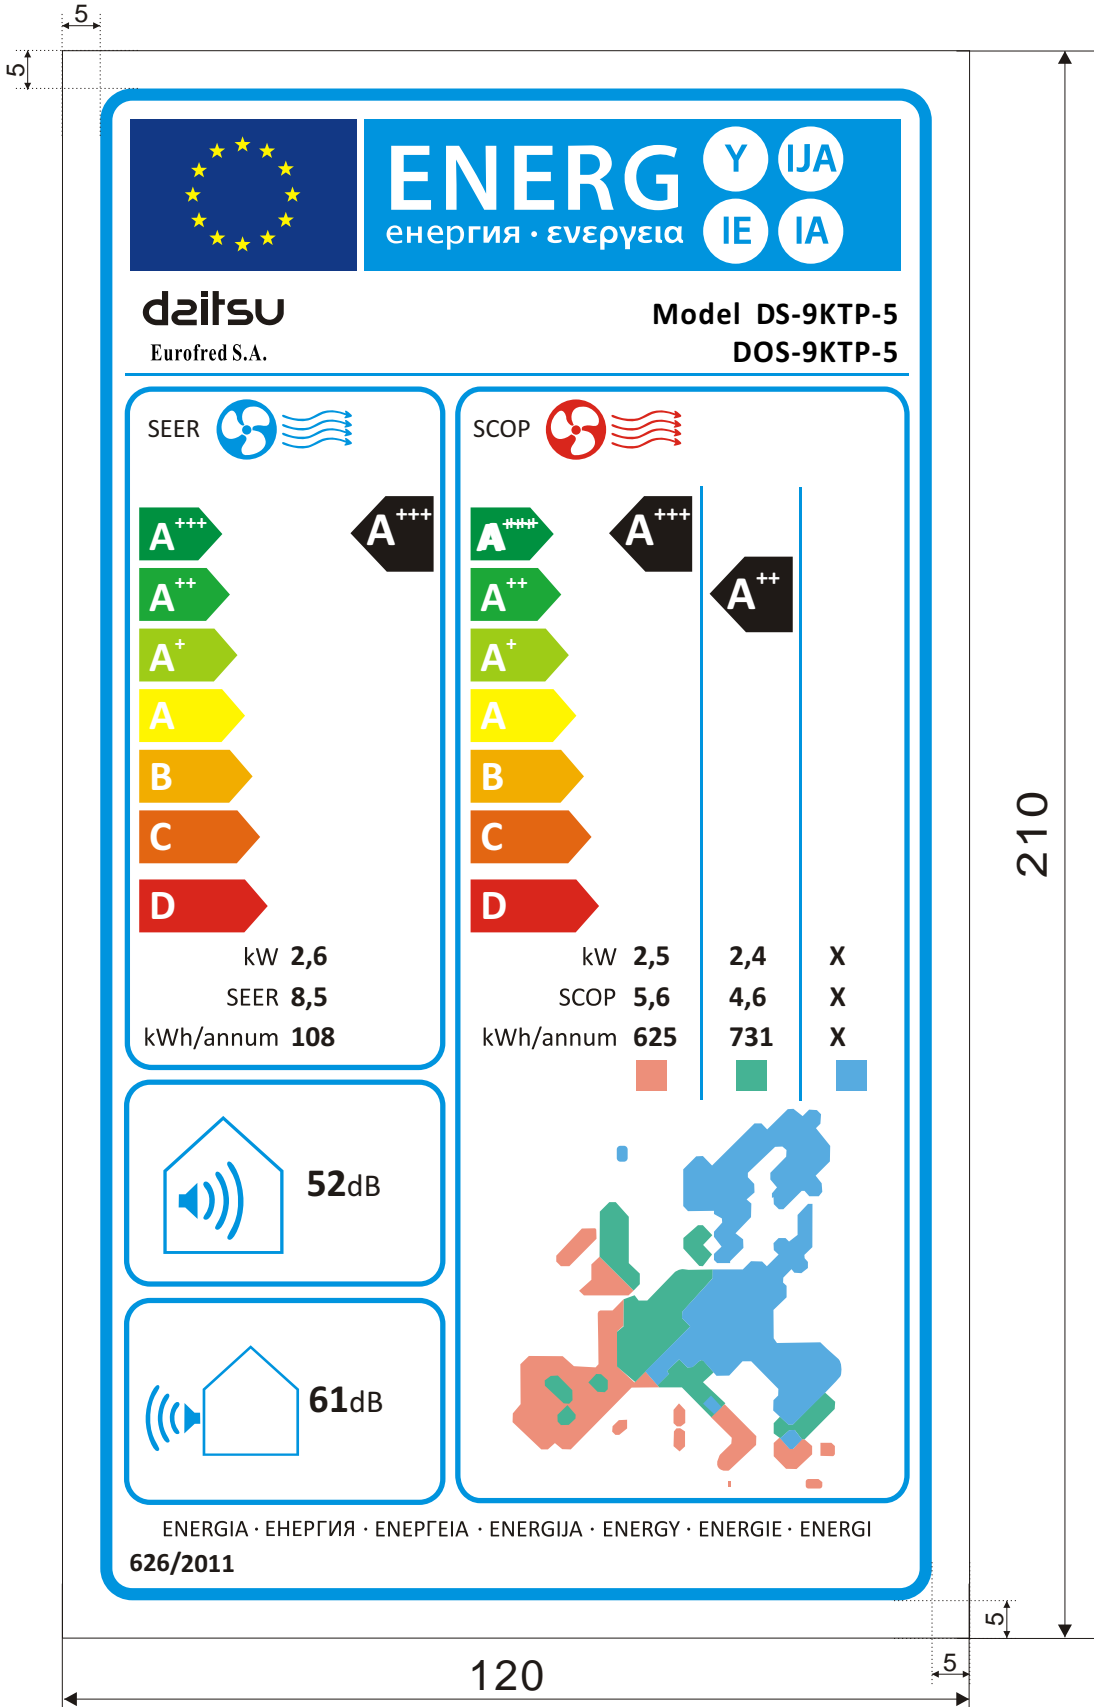 5
5
ENERG Y IJA
IE IA
енергия · ενεργεια
daitsu
Eurofred S.A.
Model DS-9KTP-5
DOS-9KTP-5
SEER
A+++
A+++
A++
A+
A
B
C
D
kW 2,6
SEER 8,5
kWh/annum 108
SCOP
A+++
A+++
A++
A++
A+
A
B
C
D
kW 2,5 2,4 X
SCOP 5,6 4,6 X
kWh/annum 625 731 X
52dB
61dB
ENERGIA · ЕНЕРГИЯ · ΕΝΕΡΓΕΙΑ · ENERGIJA · ENERGY · ENERGIE · ENERGI
626/2011
210
5
5
120